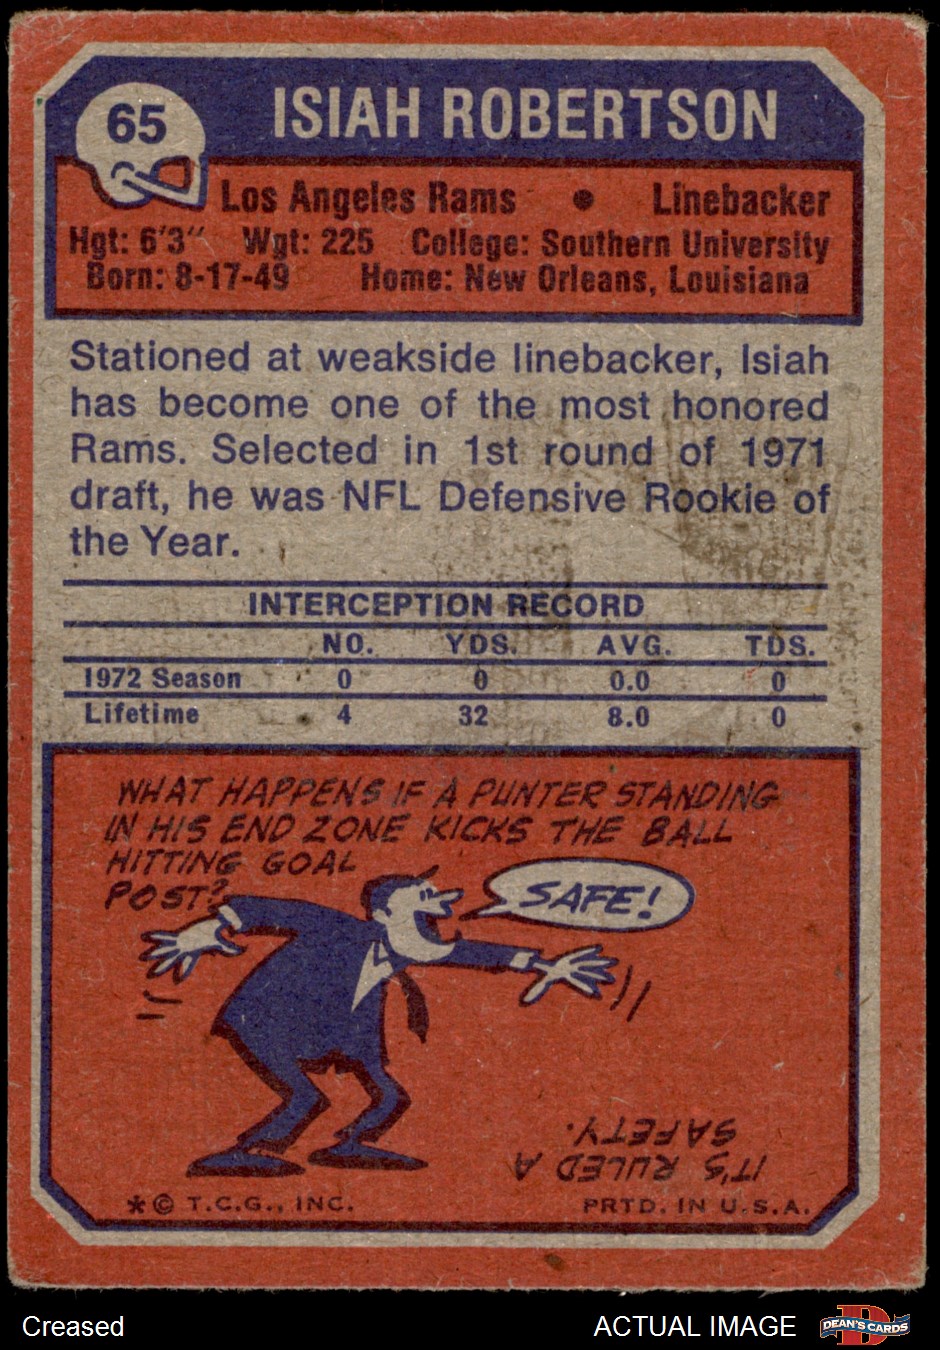 65
ISIAH ROBERTSON
Los Angeles Rams • Linebacker
Hgt: 6'3" Wgt: 225 College: Southern University
Born: 8-17-49 Home: New Orleans, Louisiana
Stationed at weakside linebacker, Isiah
has become one of the most honored
Rams. Selected in 1st round of 1971
draft, he was NFL Defensive Rookie of
the Year.
INTERCEPTION RECORD
NO. YDS. AVG. TDS.
1972 Season 0 0 0.0 0
Lifetime 4 32 8.0 0
WHAT HAPPENS IF A PUNTER STANDING
IN HIS END ZONE KICKS THE BALL
HITTING GOAL
POST?
SAFE!
IT'S RULED A
SAFETY.
*© T.C.G., INC. PRTD. IN U.S.A.
Creased
ACTUAL IMAGE
DEAN'S CARDS